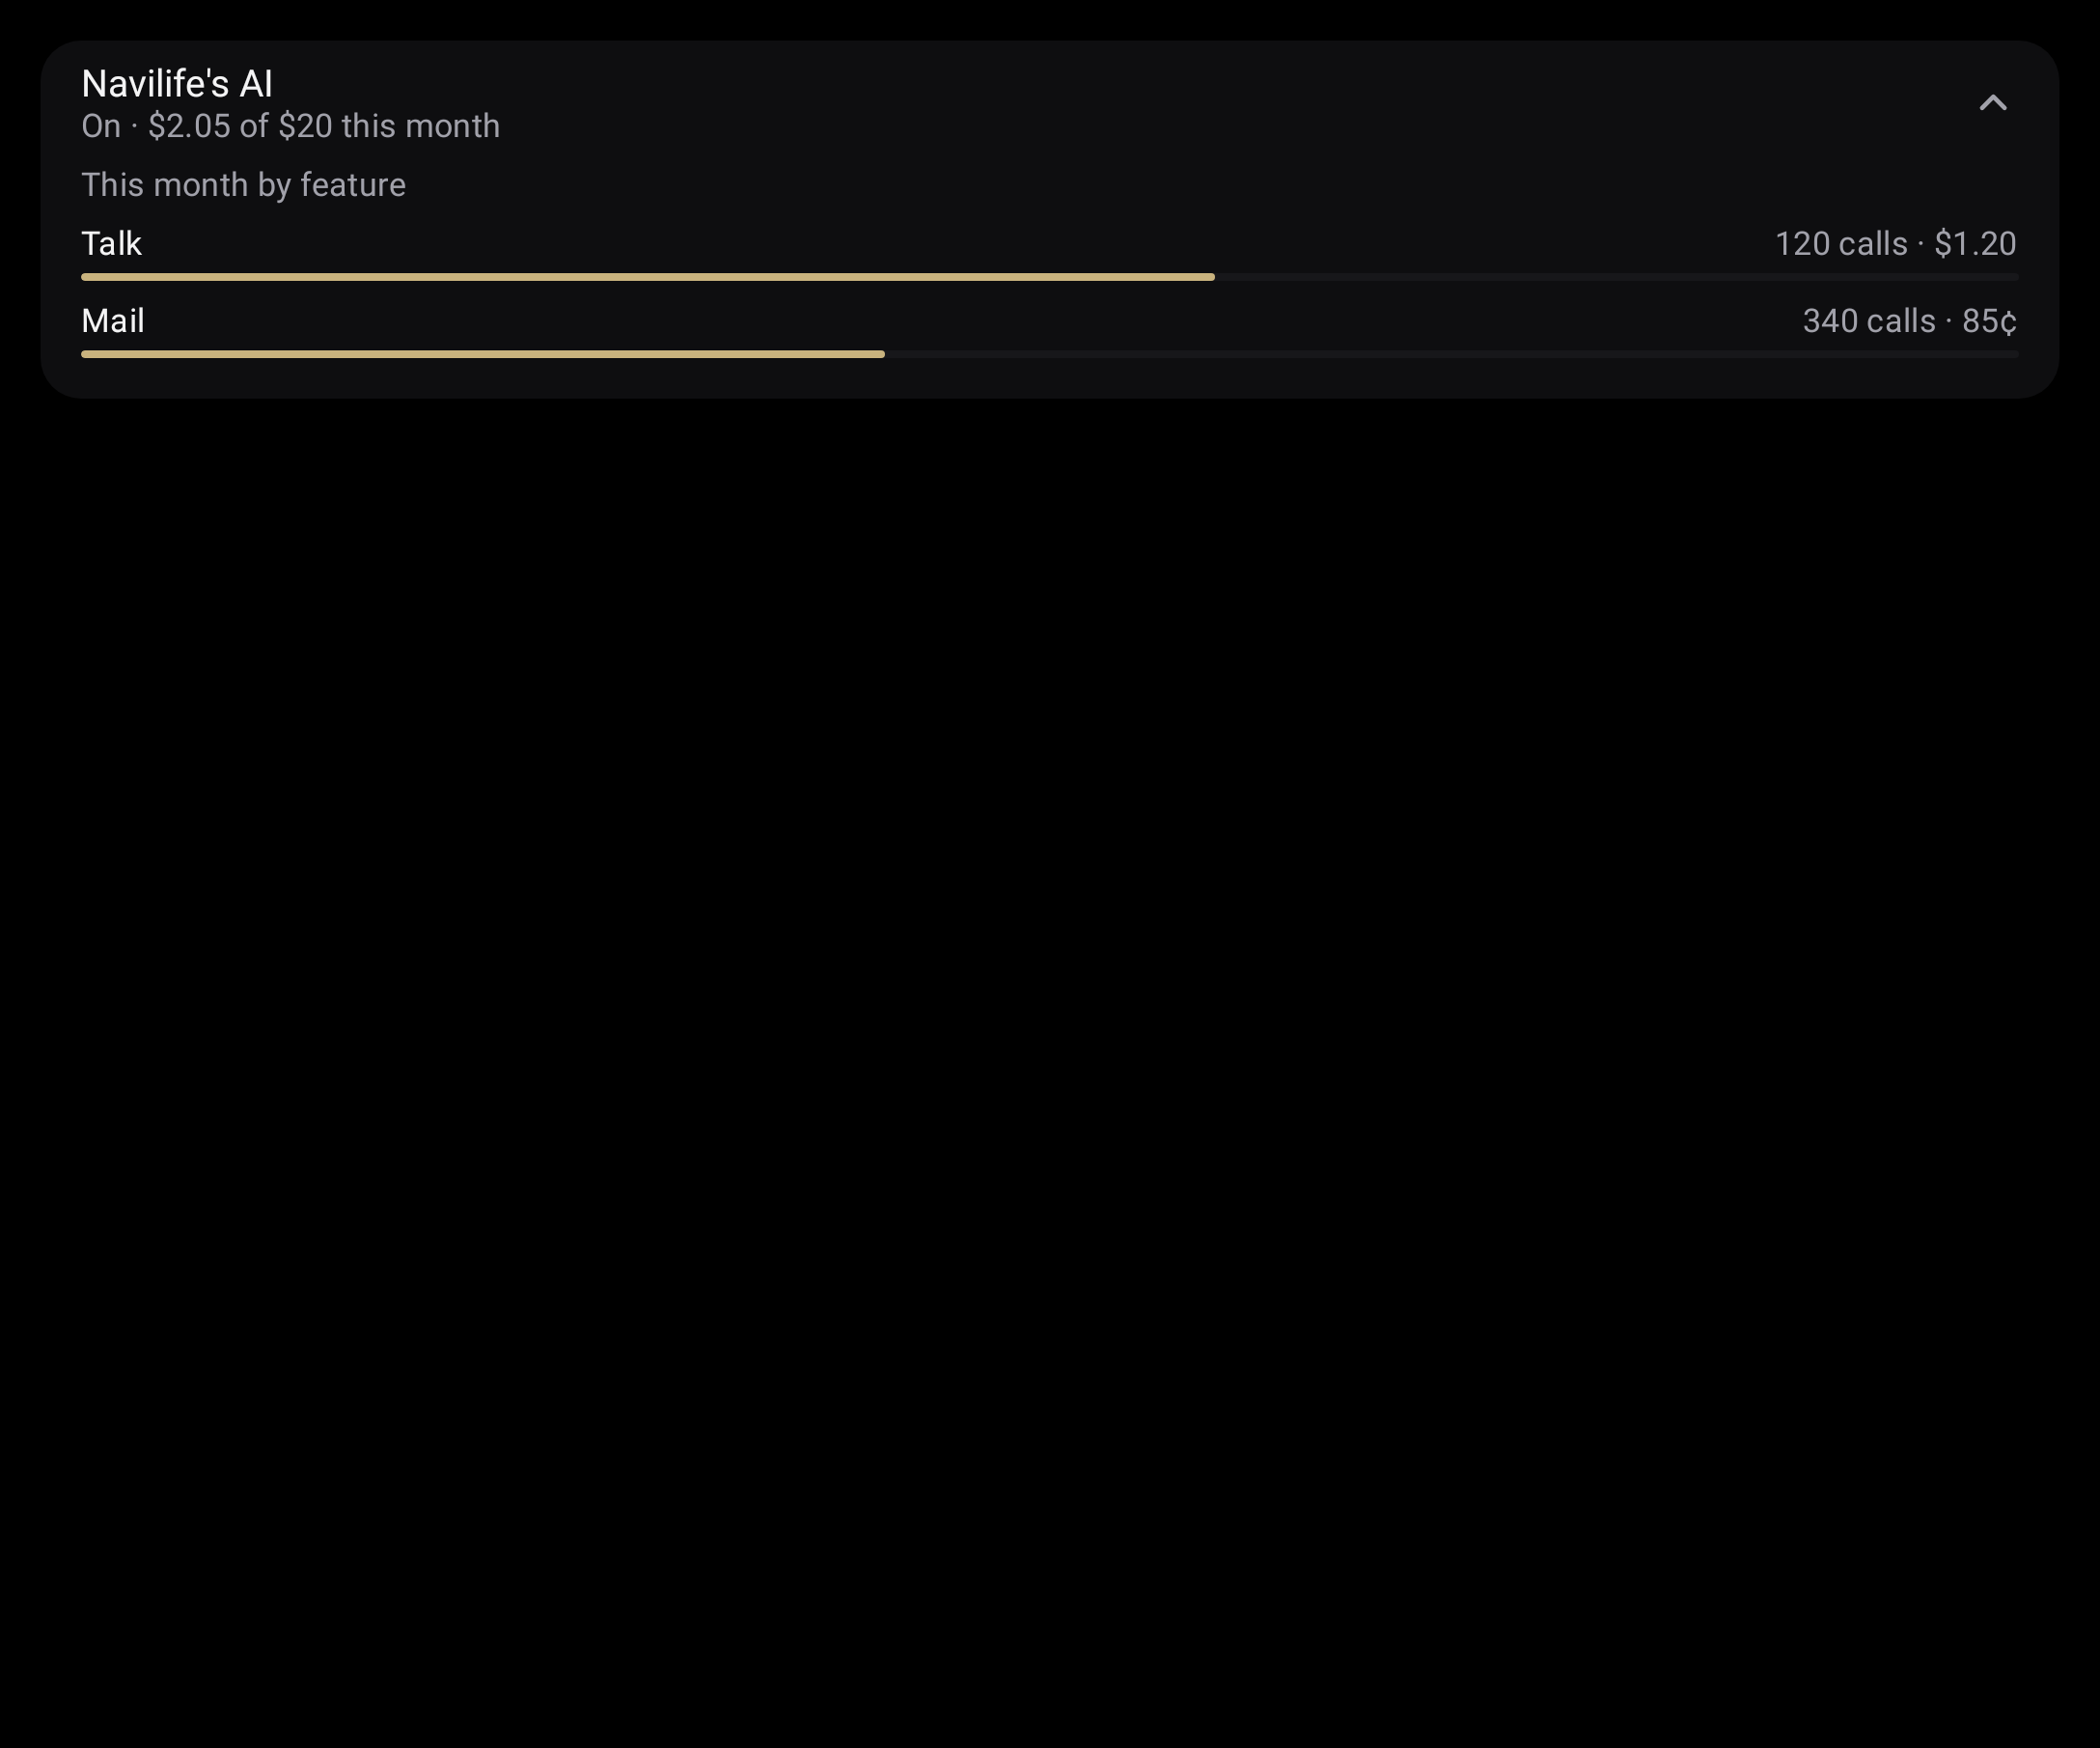 Navilife's AI
On · $2.05 of $20 this month
This month by feature
Talk 120 calls · $1.20
Mail 340 calls · 85¢